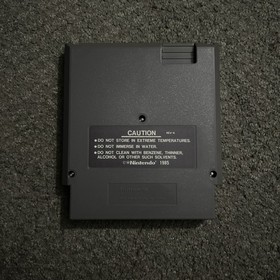 CAUTION REV-A
● DO NOT STORE IN EXTREME TEMPERATURES.
● DO NOT IMMERSE IN WATER.
● DO NOT CLEAN WITH BENZENE, THINNER,
ALCOHOL OR OTHER SUCH SOLVENTS.
©®Nintendo 1985